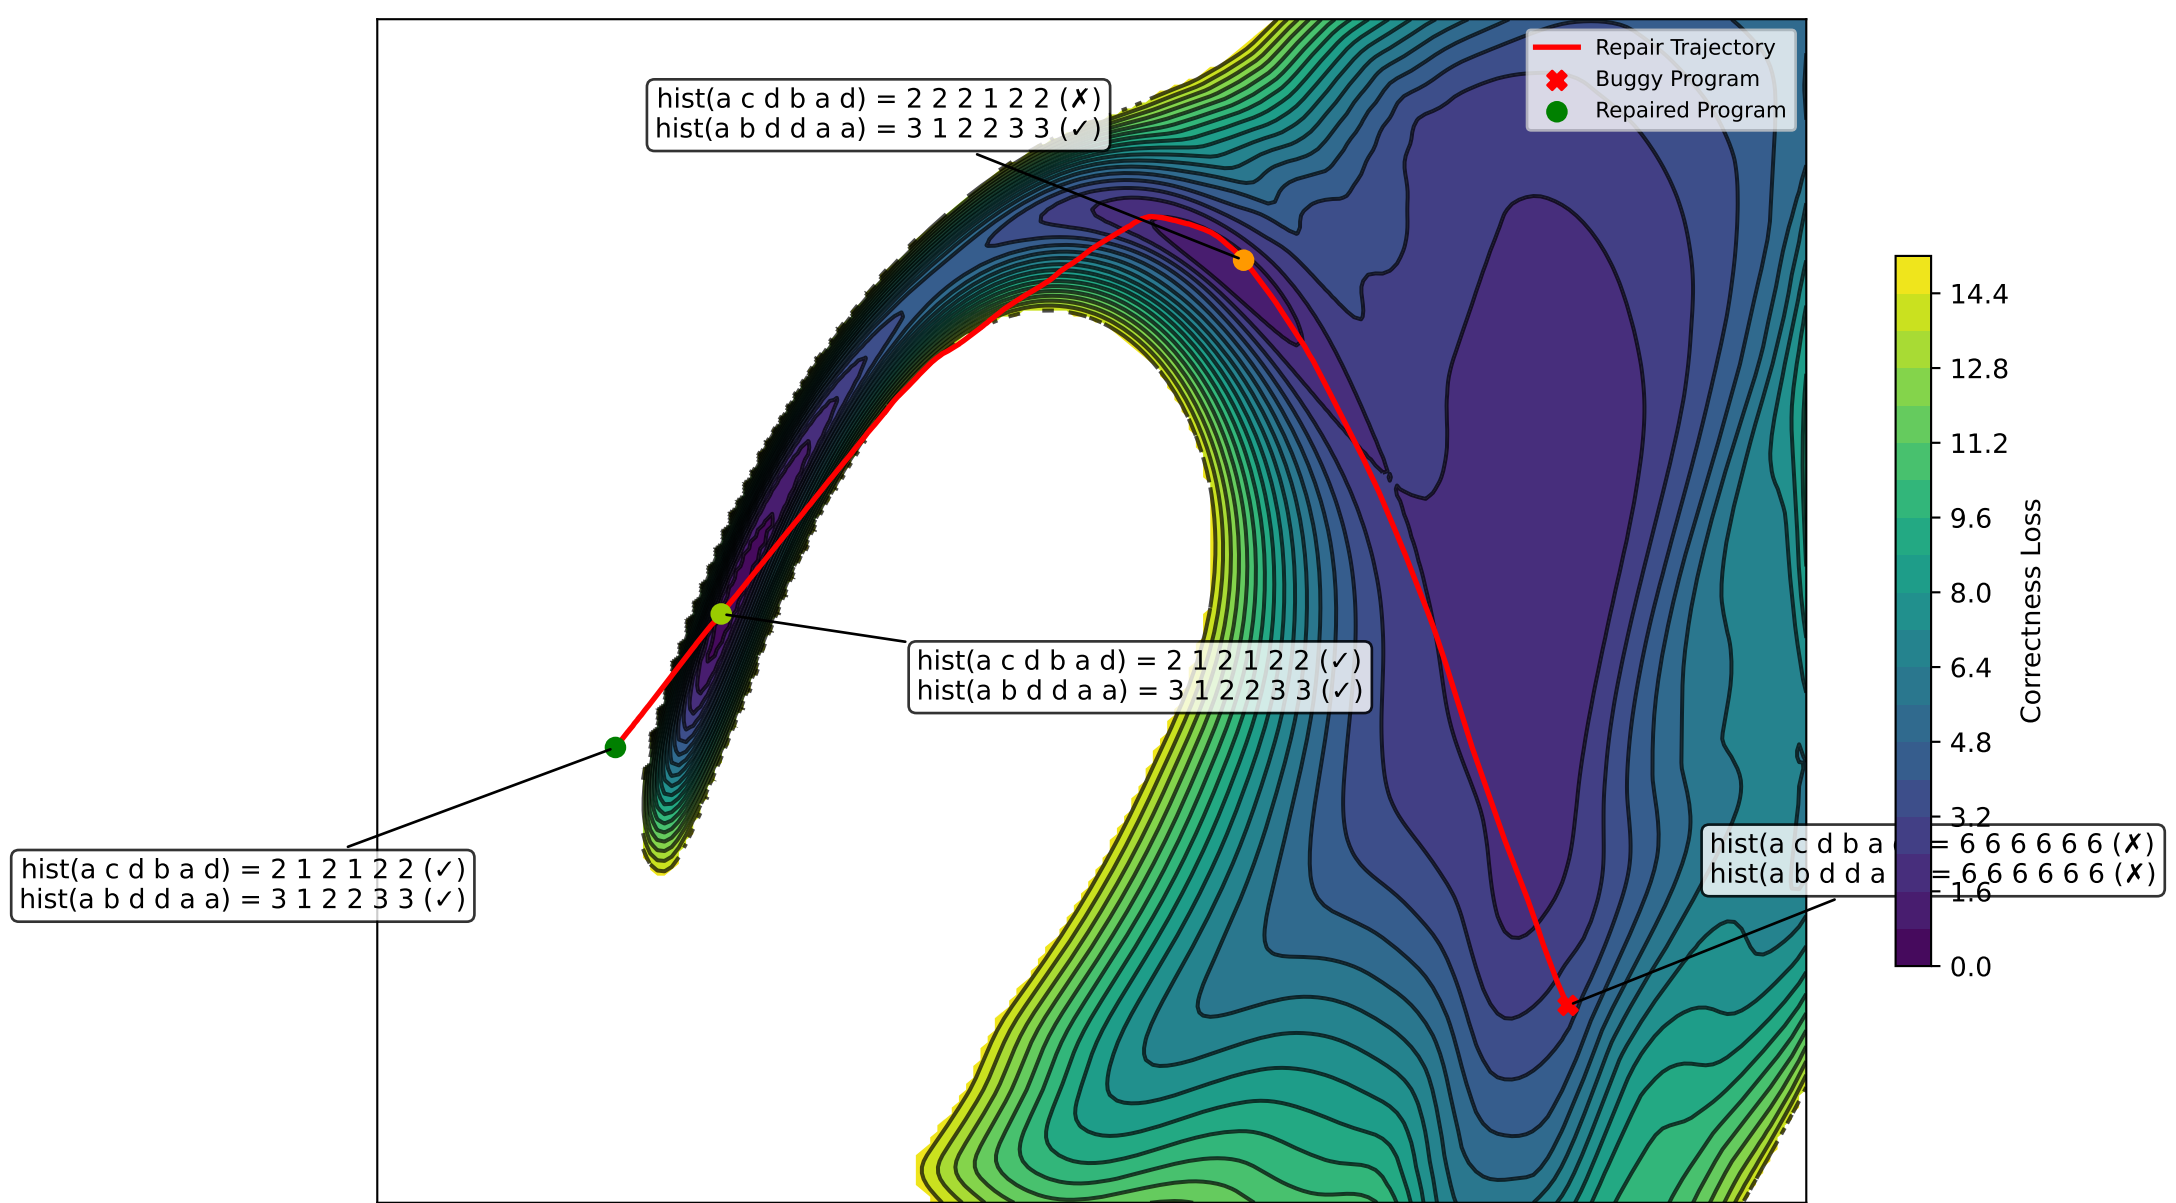 Repair Trajectory
Buggy Program
Repaired Program
hist(a c d b a d) = 2 2 2 1 2 2 (✗)
hist(a b d d a a) = 3 1 2 2 3 3 (✓)
hist(a c d b a d) = 2 1 2 1 2 2 (✓)
hist(a b d d a a) = 3 1 2 2 3 3 (✓)
hist(a c d b a d) = 2 1 2 1 2 2 (✓)
hist(a b d d a a) = 3 1 2 2 3 3 (✓)
hist(a c d b a = 6 6 6 6 6 6 (✗)
hist(a b d d a = 6 6 6 6 6 6 (✗)
14.4
12.8
11.2
9.6
8.0
6.4
4.8
3.2
1.6
0.0
Correctness Loss